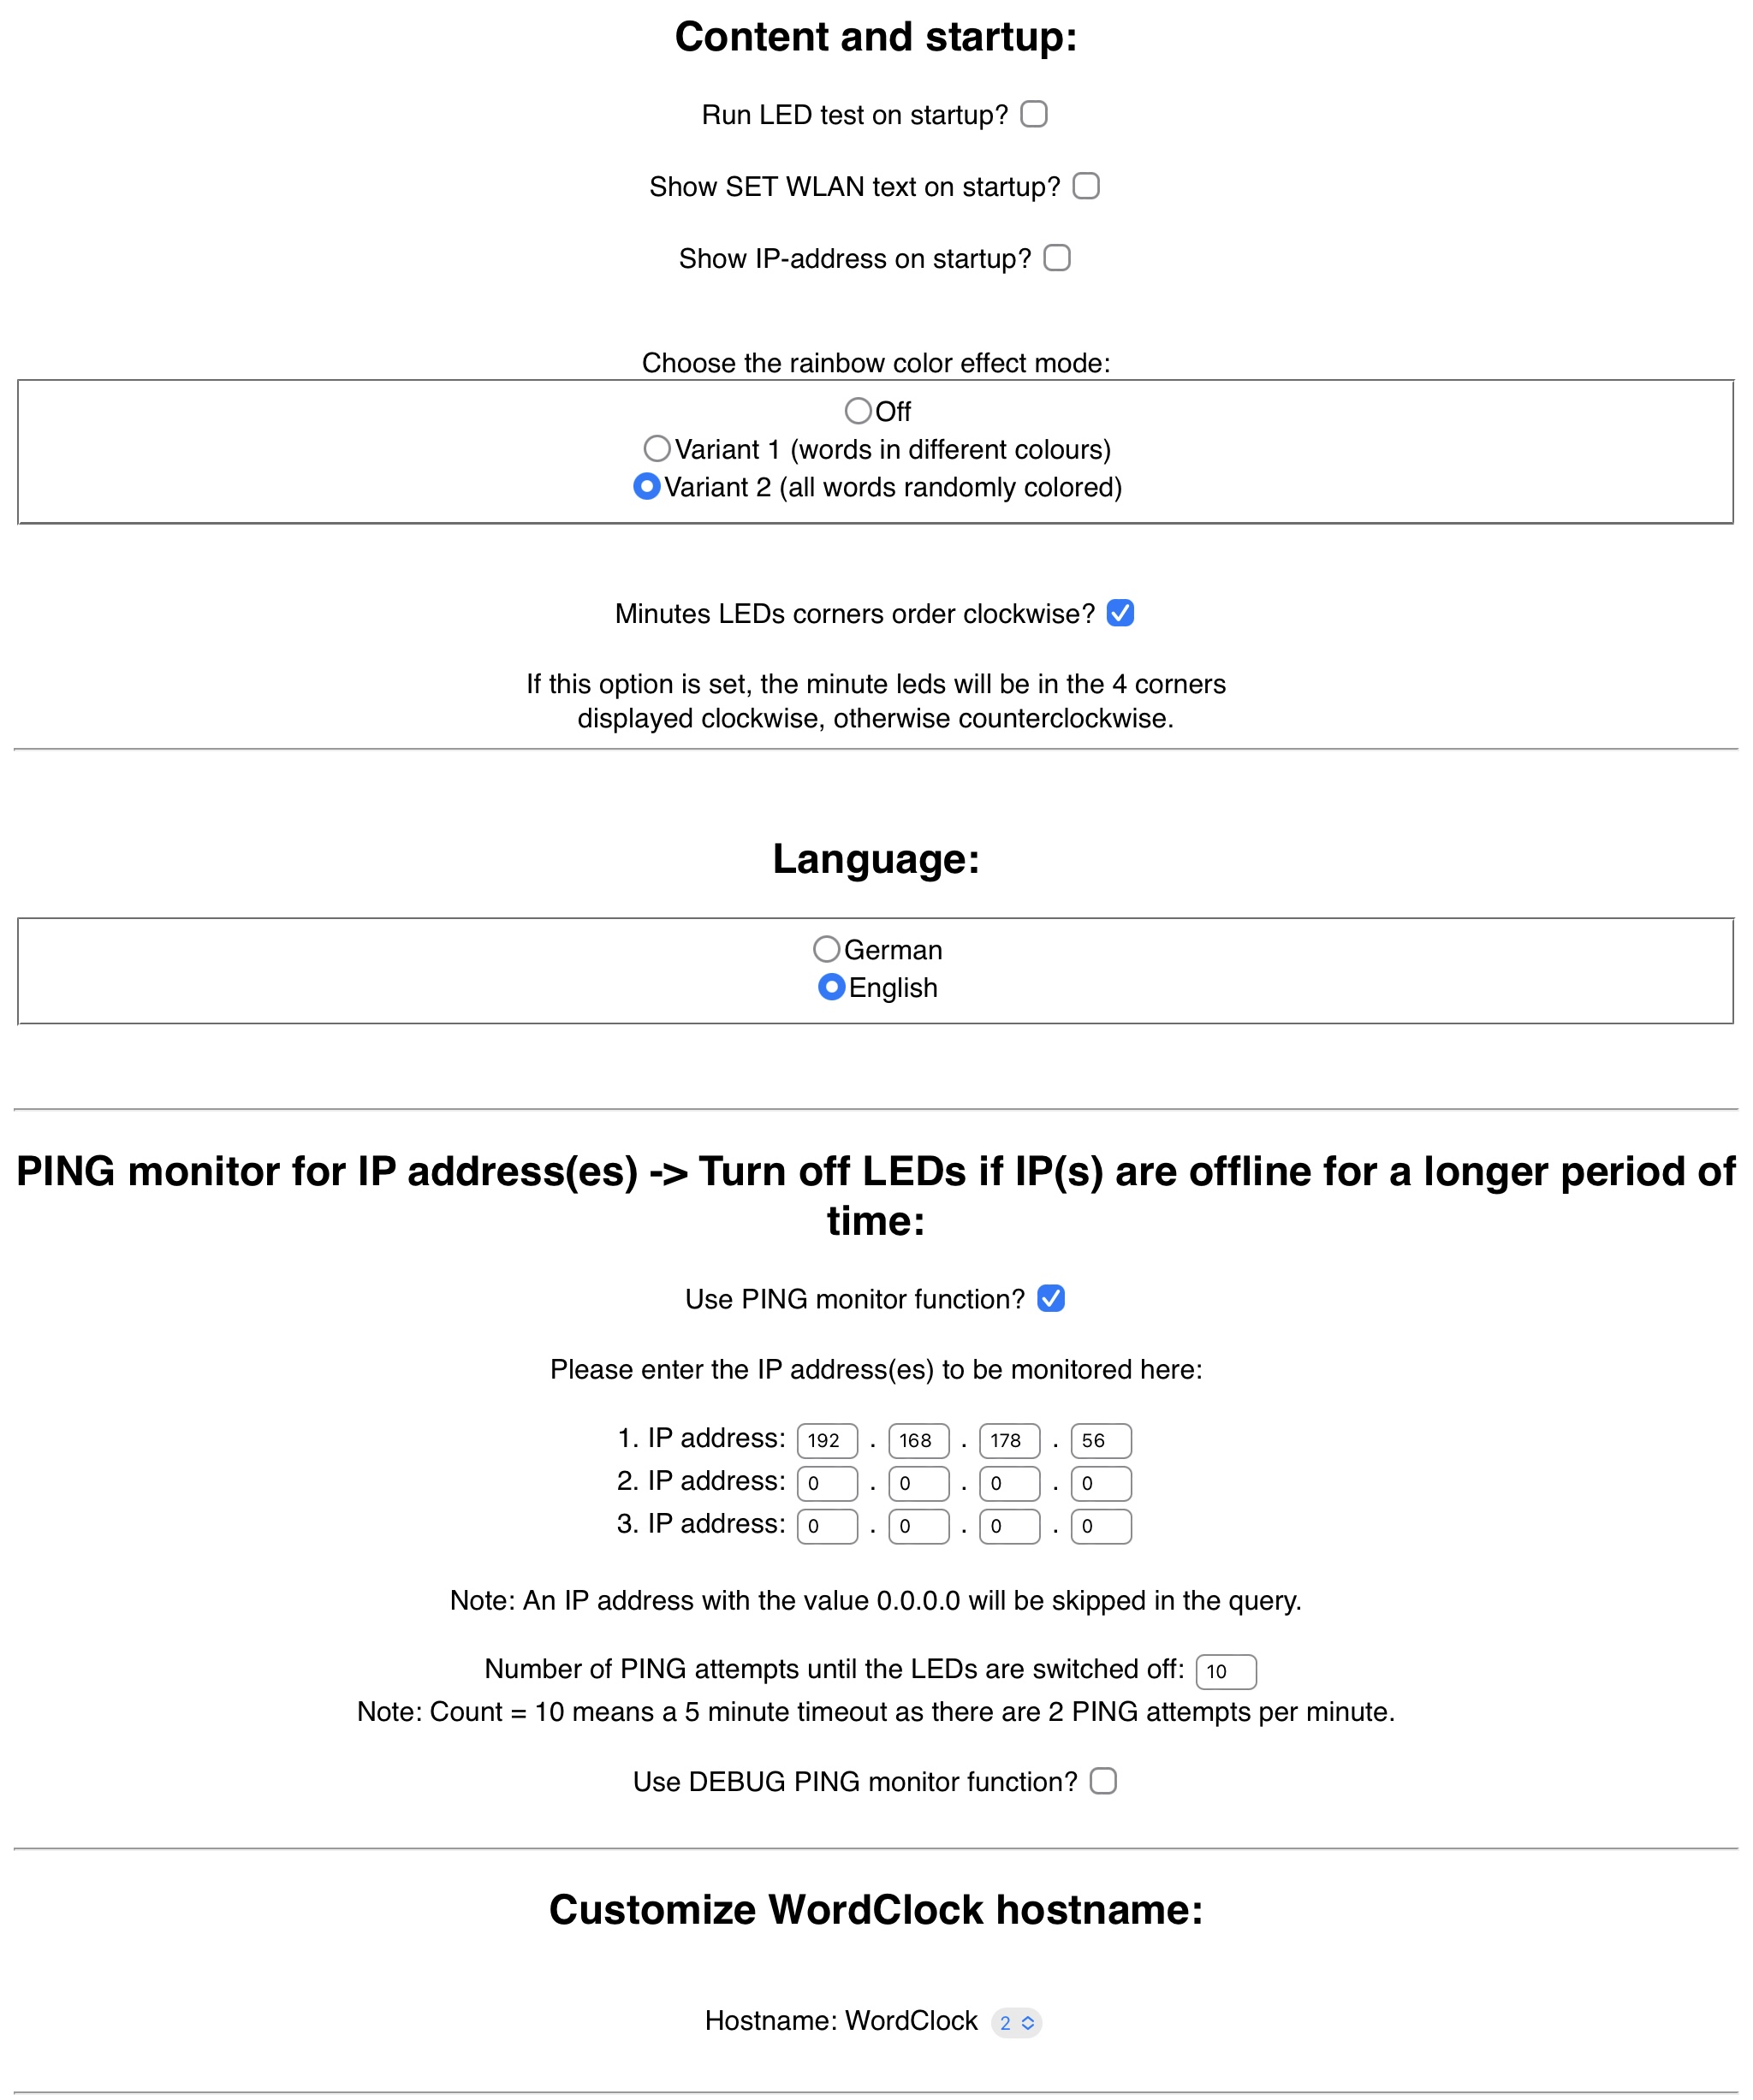 Content and startup:
Run LED test on startup?
Show SET WLAN text on startup?
Show IP-address on startup?
Choose the rainbow color effect mode:
Off
Variant 1 (words in different colours)
Variant 2 (all words randomly colored)
Minutes LEDs corners order clockwise?
If this option is set, the minute leds will be in the 4 corners
displayed clockwise, otherwise counterclockwise.
Language:
German
English
PING monitor for IP address(es) -> Turn off LEDs if IP(s) are offline for a longer period of
time:
Use PING monitor function?
Please enter the IP address(es) to be monitored here:
1. IP address: 192 . 168 . 178 . 56
2. IP address: 0 . 0 . 0 . 0
3. IP address: 0 . 0 . 0 . 0
Note: An IP address with the value 0.0.0.0 will be skipped in the query.
Number of PING attempts until the LEDs are switched off: 10
Note: Count = 10 means a 5 minute timeout as there are 2 PING attempts per minute.
Use DEBUG PING monitor function?
Customize WordClock hostname:
Hostname: WordClock 2